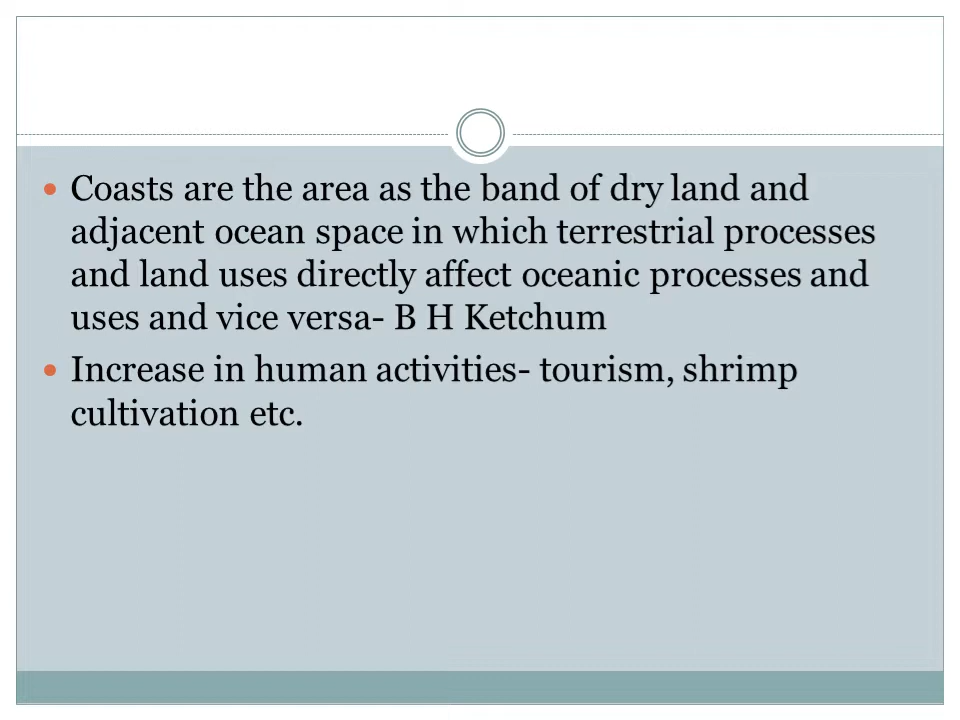 Coasts are the area as the band of dry land and
adjacent ocean space in which terrestrial processes
and land uses directly affect oceanic processes and
uses and vice versa- B H Ketchum
Increase in human activities- tourism, shrimp
cultivation etc.